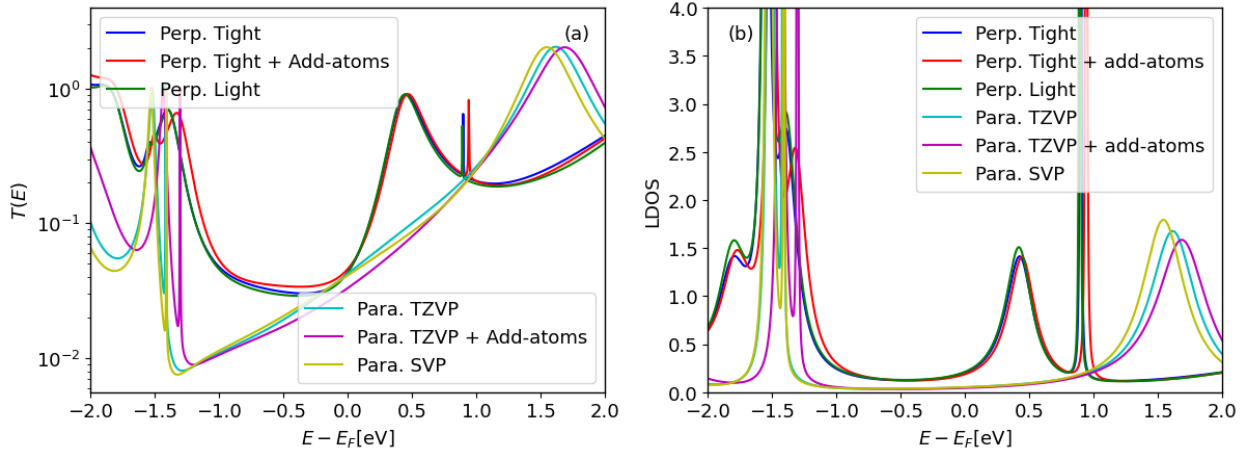 Perp. Tight
Perp. Tight + Add-atoms
Perp. Light
(a)
Para. TZVP
Para. TZVP + Add-atoms
Para. SVP
10⁰
10⁻¹
10⁻²
T(E)
−2.0 −1.5 −1.0 −0.5 0.0 0.5 1.0 1.5 2.0
E − E_F[eV]
(b)
Perp. Tight
Perp. Tight + add-atoms
Perp. Light
Para. TZVP
Para. TZVP + add-atoms
Para. SVP
4.0
3.5
3.0
2.5
2.0
1.5
1.0
0.5
0.0
LDOS
−2.0 −1.5 −1.0 −0.5 0.0 0.5 1.0 1.5 2.0
E − E_F[eV]